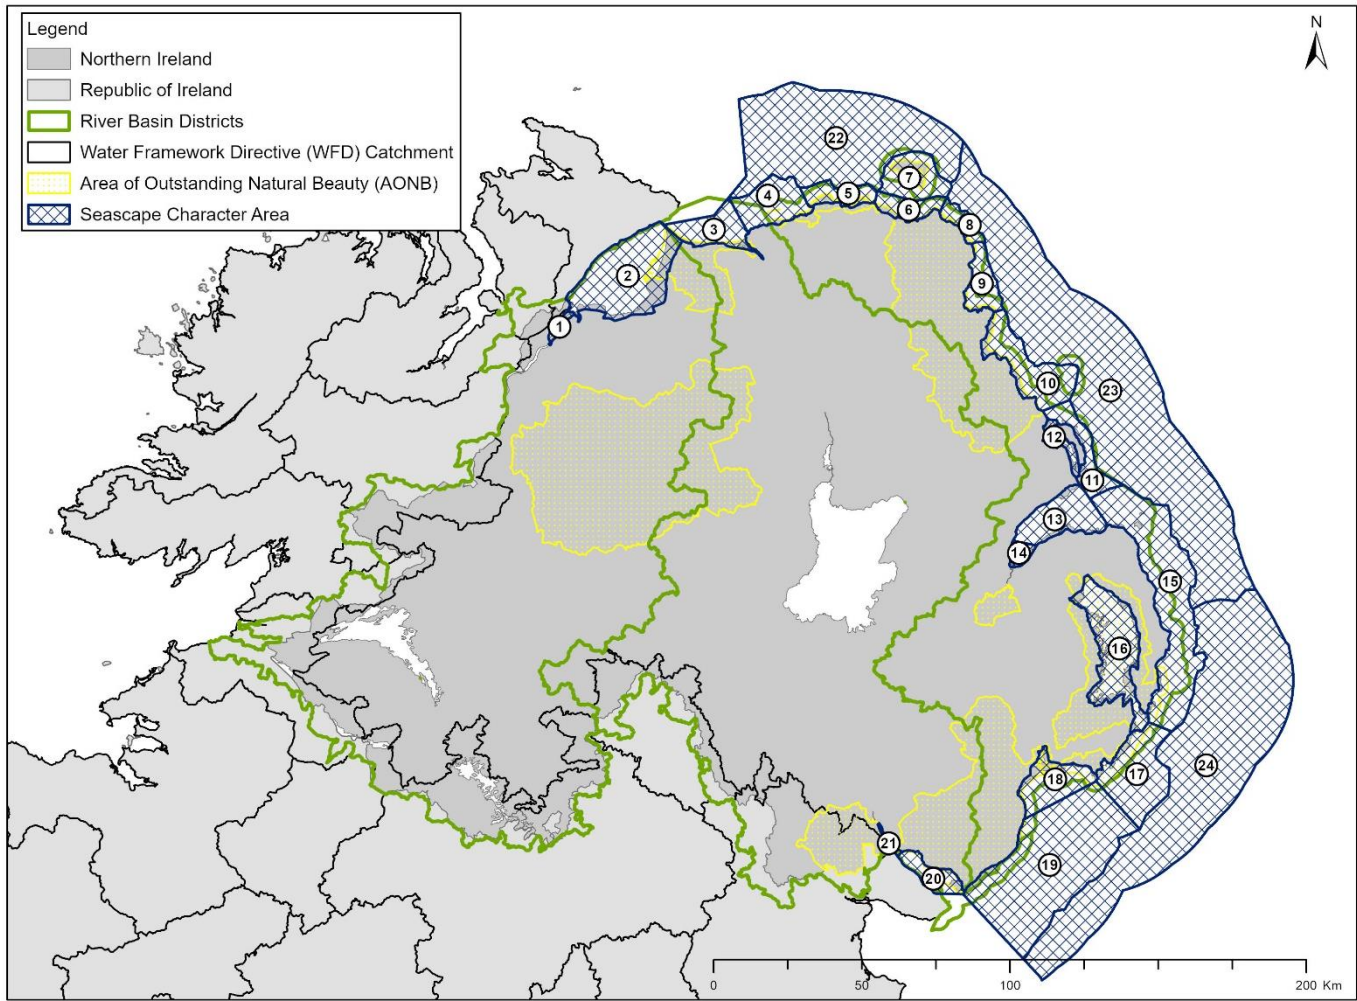 Legend
Northern Ireland
Republic of Ireland
River Basin Districts
Water Framework Directive (WFD) Catchment
Area of Outstanding Natural Beauty (AONB)
Seascape Character Area
N
22
7
4
5
6
3
8
2
9
1
10
23
12
11
13
14
15
16
24
17
18
21
19
20
0 50 100 200 Km